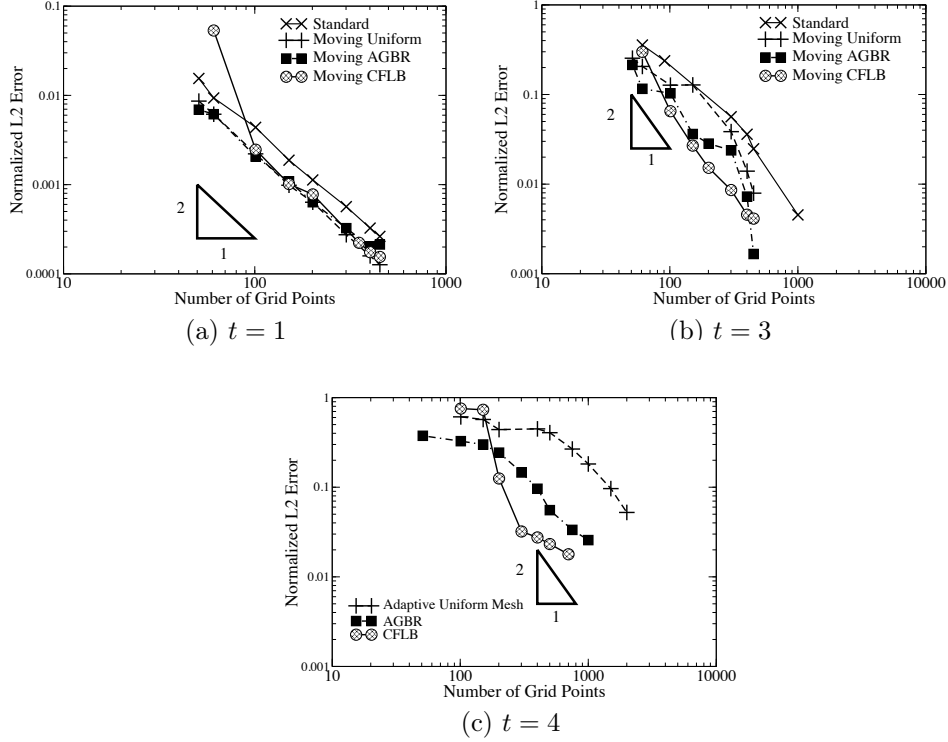 0.1
0.01
0.001
0.0001
Normalized L2 Error
Standard
Moving Uniform
Moving AGBR
Moving CFLB
2
1
10
100
1000
Number of Grid Points
(a) t = 1
1
0.1
0.01
0.001
Normalized L2 Error
Standard
Moving Uniform
Moving AGBR
Moving CFLB
2
1
10
100
1000
10000
Number of Grid Points
(b) t = 3
1
0.1
0.01
0.001
Normalized L2 Error
2
1
Adaptive Uniform Mesh
AGBR
CFLB
10
100
1000
10000
Number of Grid Points
(c) t = 4